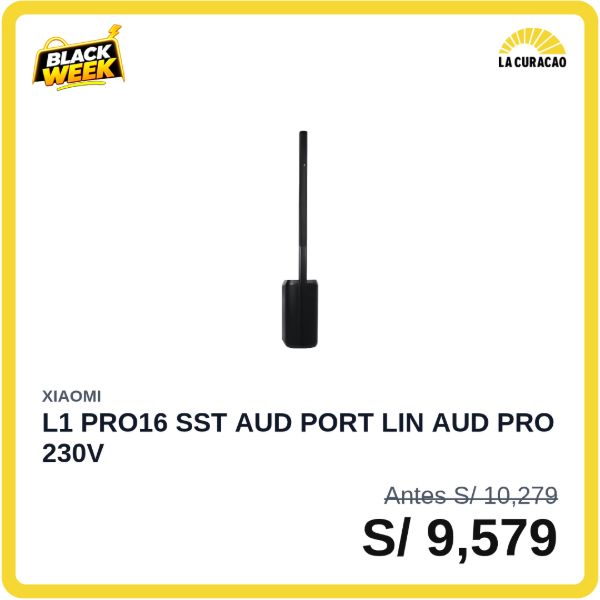 BLACK
WEEK
LA CURACAO
XIAOMI
L1 PRO16 SST AUD PORT LIN AUD PRO
230V
Antes S/ 10,279
S/ 9,579